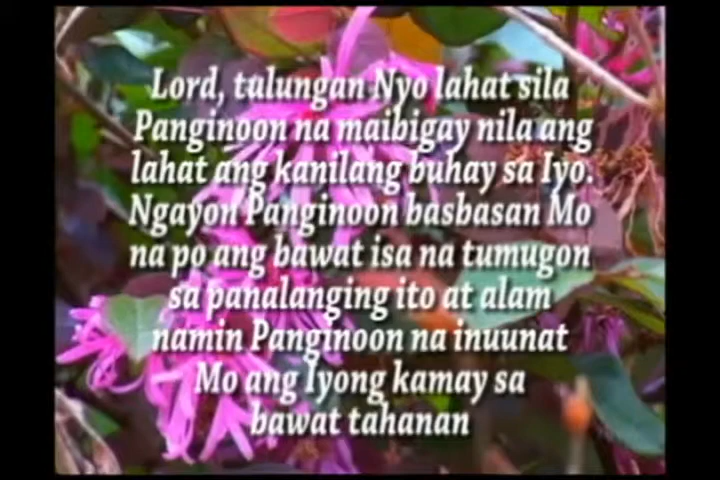 Lord, tulungan Nyo lahat sila
Panginoon na maibigay nila ang
lahat ang kanilang buhay sa Iyo.
Ngayon Panginoon basbasan Mo
na po ang bawat isa na tumugon
sa panalanging ito at alam
namin Panginoon na inuunat
Mo ang Iyong kamay sa
bawat tahanan